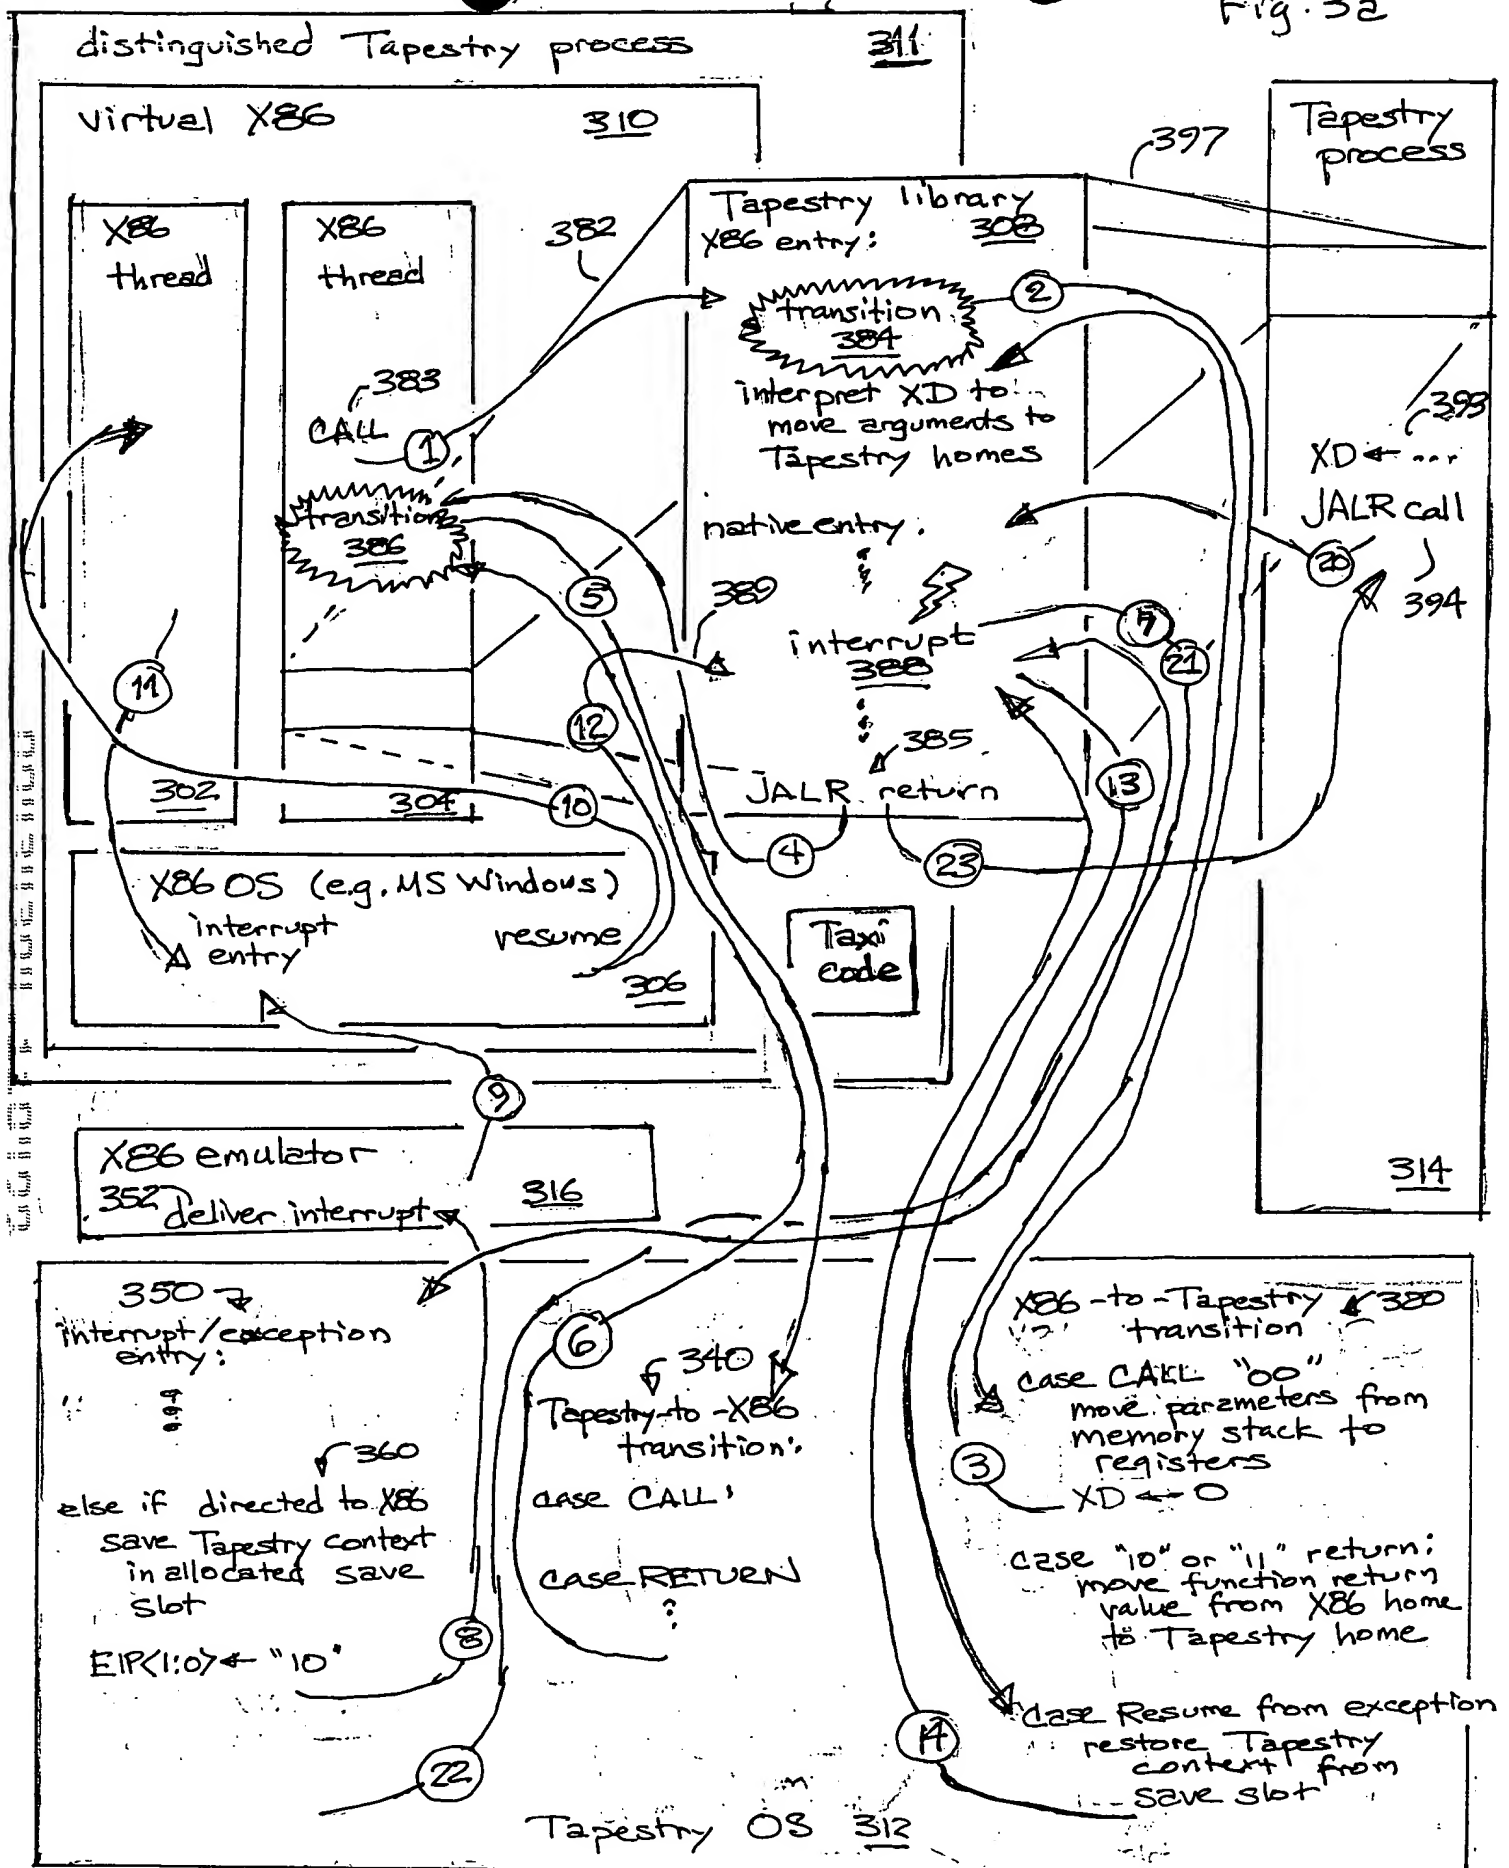 Fig. 3a
distinguished Tapestry process 311
virtual X86 310
Tapestry
process
397
X86
thread
X86
thread
382
Tapestry library
308
X86 entry:
transition
384
2
interpret XD to
move arguments to
Tapestry homes
383
CALL
1
393
XD ← ...
JALR call
20
394
transition
386
native entry:
5
389
interrupt
388
7
21
11
12
385
JALR return
13
302
304
10
4
23
X86 OS (e.g. MS Windows)
interrupt
entry
resume
306
Taxi
code
9
X86 emulator
352 deliver interrupt
316
314
350
interrupt/exception
entry:
360
else if directed to X86
save Tapestry context
in allocated save
slot
8
EIP<1:0> ← "10"
22
6
340
Tapestry-to-X86
transition:
case CALL:
case RETURN
X86-to-Tapestry 380
transition
case CALL "00"
move parameters from
memory stack to
registers
3
XD ← 0
case "10" or "11" return:
move function return
value from X86 home
to Tapestry home
14
case Resume from exception
restore Tapestry
context from
save slot
Tapestry OS 312